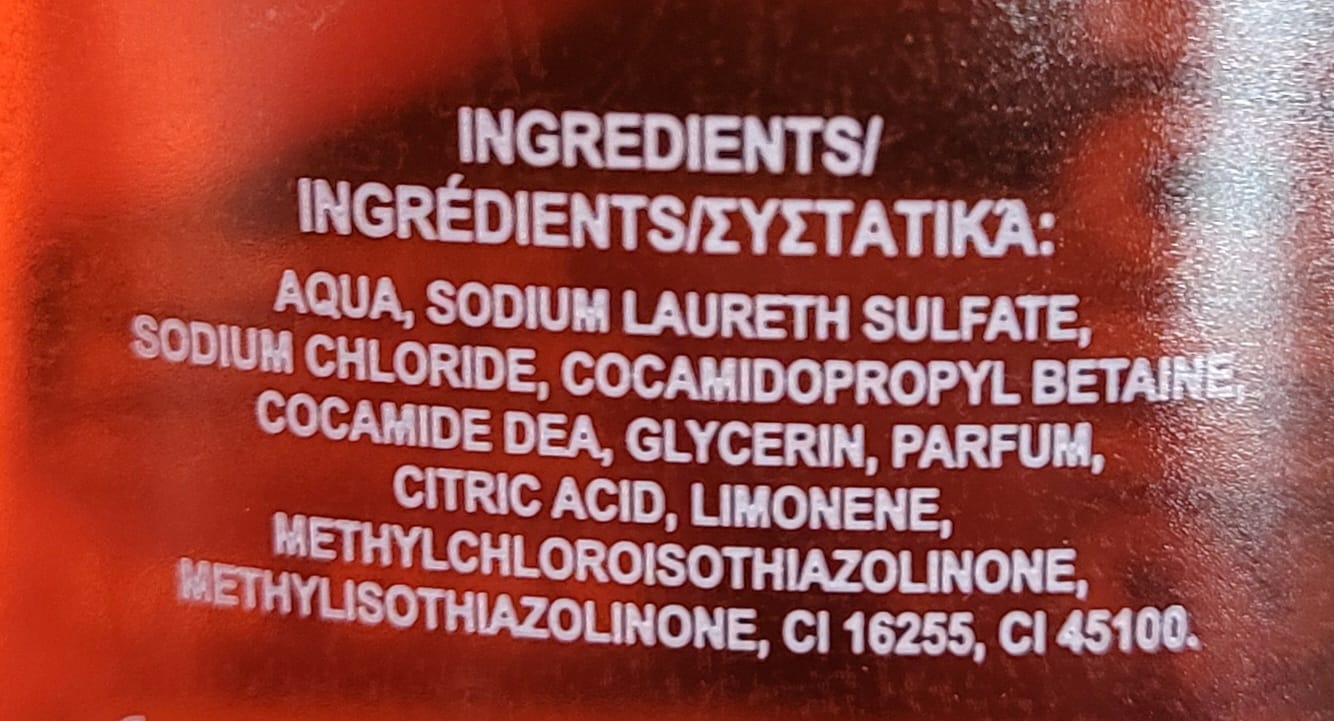 INGREDIENTS/
INGRÉDIENTS/ΣΥΣΤΑΤΙΚΆ:
AQUA, SODIUM LAURETH SULFATE,
SODIUM CHLORIDE, COCAMIDOPROPYL BETAINE,
COCAMIDE DEA, GLYCERIN, PARFUM,
CITRIC ACID, LIMONENE,
METHYLCHLOROISOTHIAZOLINONE,
METHYLISOTHIAZOLINONE, CI 16255, CI 45100.